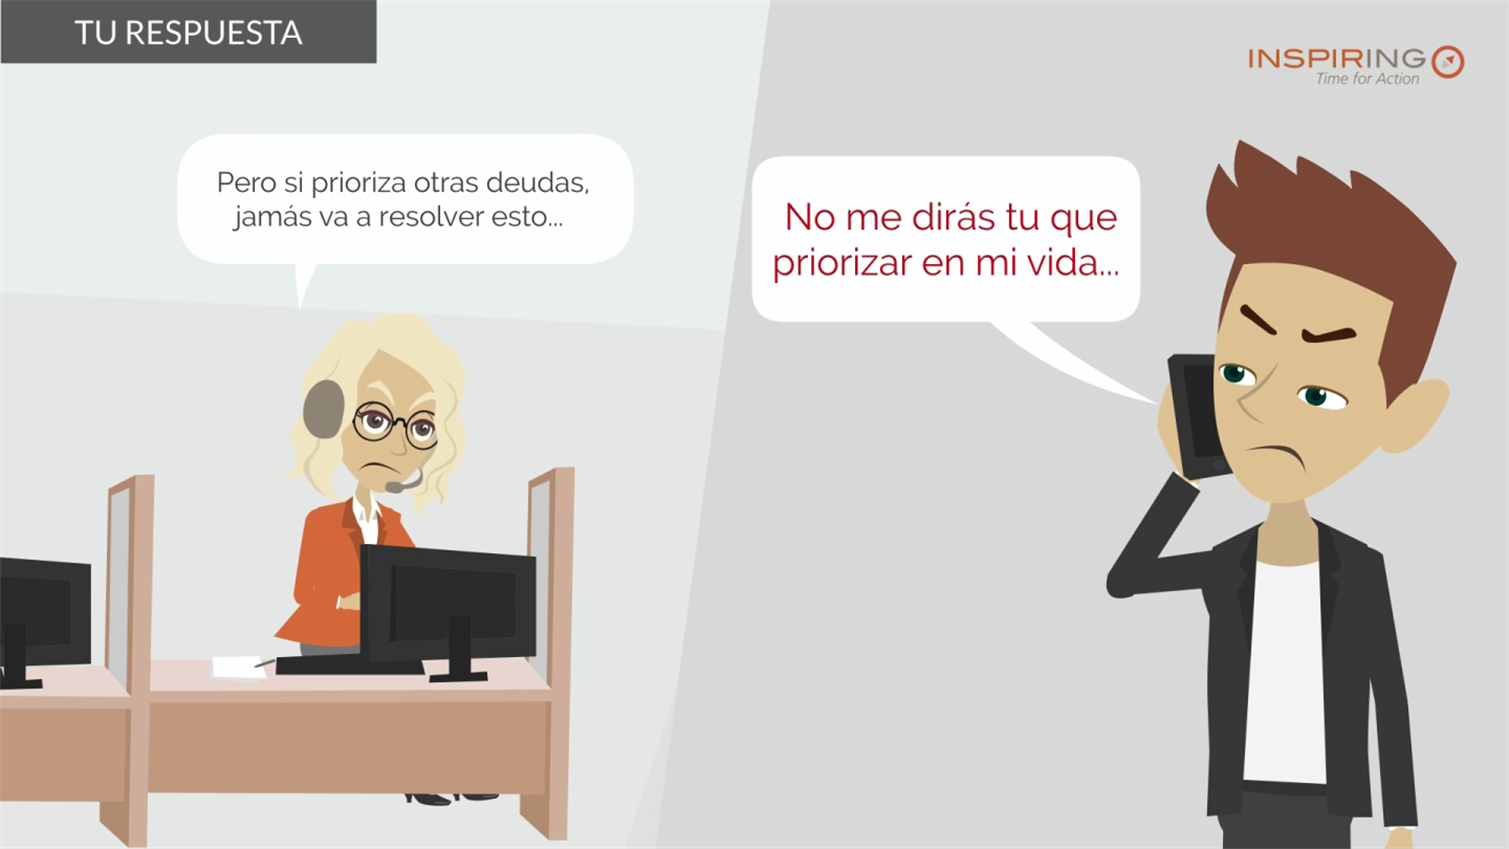 TU RESPUESTA
INSPIRING
Time for Action
Pero si prioriza otras deudas,
jamás va a resolver esto...
No me dirás tu que
priorizar en mi vida...